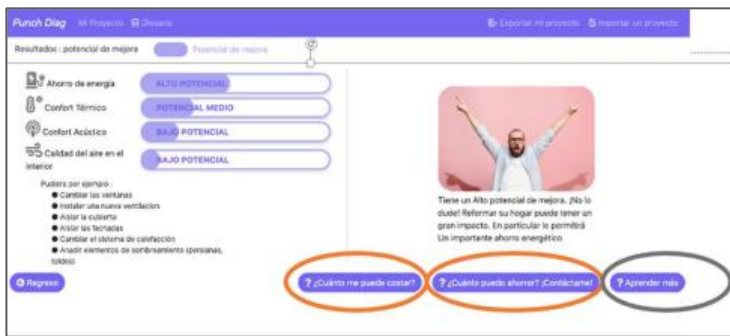 Punch Diag Mi Proyecto Glosario Exportar mi proyecto Importar un proyecto
Resultados : potencial de mejora Potencial de mejora
Ahorro de energía ALTO POTENCIAL
Confort Térmico POTENCIAL MEDIO
Confort Acústico BAJO POTENCIAL
Calidad del aire en el
interior BAJO POTENCIAL
Pudiera por ejemplo :
● Cambiar las ventanas
● Instalar una nueva ventilacion
● Aislar la cubierta
● Aislar las fachadas
● Cambiar el sistema de calefacción
● Anadir elementos de sombreamiento (persianas,
toldos)
Tiene un Alto potencial de mejora. ¡No lo
dude! Reformar su hogar puede tener un
gran impacto. En particular le permitirá
Un importante ahorro energético
Regreso ? ¿Cuánto me puede costar? ? ¿Cuánto puedo ahorrar? ¡Contáctame! ? Aprender más